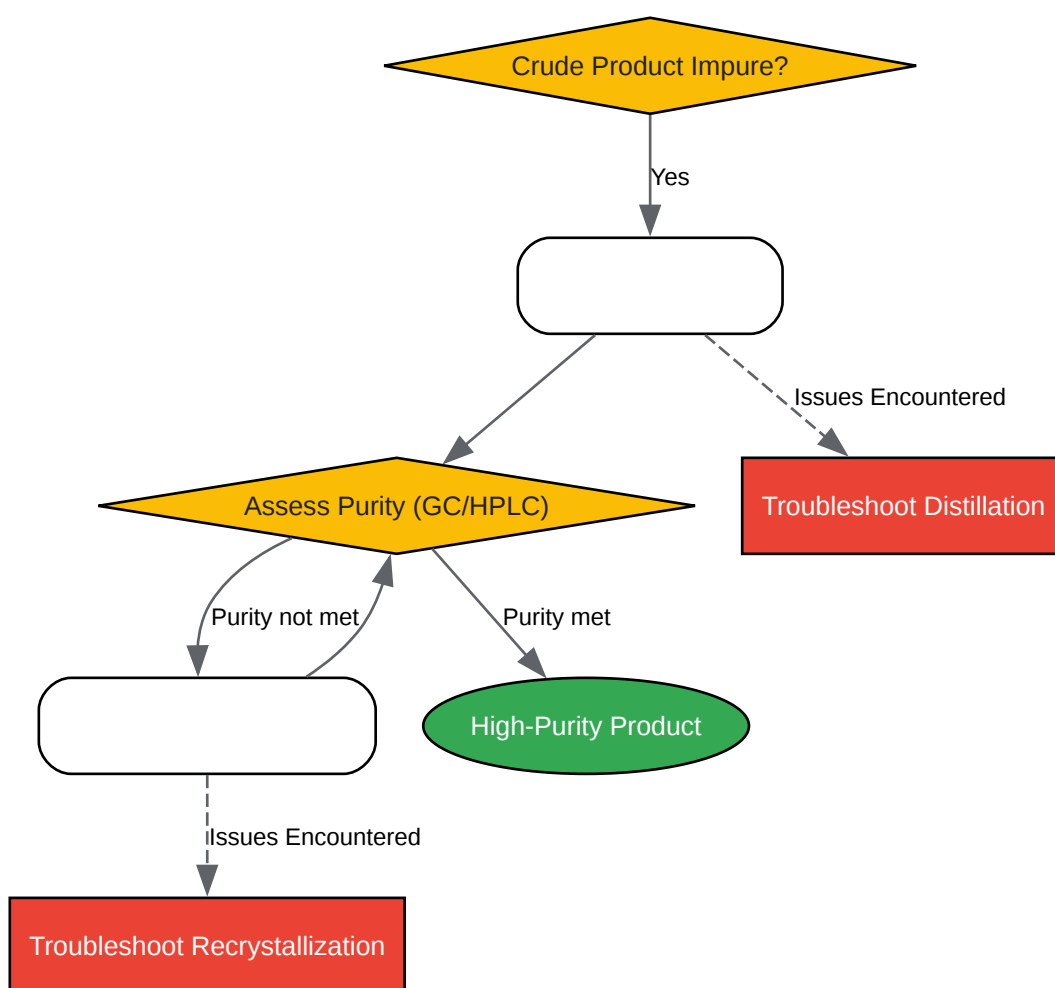 Crude Product Impure?
Yes
Issues Encountered
Assess Purity (GC/HPLC)
Troubleshoot Distillation
Purity not met
Purity met
High-Purity Product
Issues Encountered
Troubleshoot Recrystallization